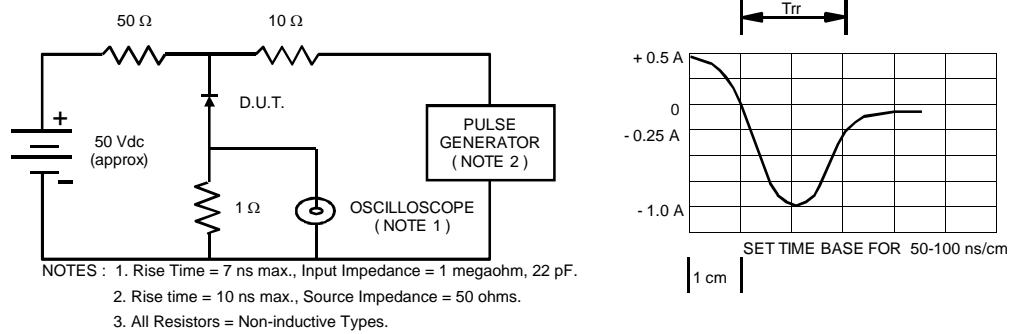 50 Ω
10 Ω
D.U.T.
+
50 Vdc
(approx)
-
1 Ω
OSCILLOSCOPE
( NOTE 1 )
PULSE
GENERATOR
( NOTE 2 )
NOTES : 1. Rise Time = 7 ns max., Input Impedance = 1 megaohm, 22 pF.
2. Rise time = 10 ns max., Source Impedance = 50 ohms.
3. All Resistors = Non-inductive Types.
Trr
+ 0.5 A
0
- 0.25 A
- 1.0 A
SET TIME BASE FOR 50-100 ns/cm
1 cm